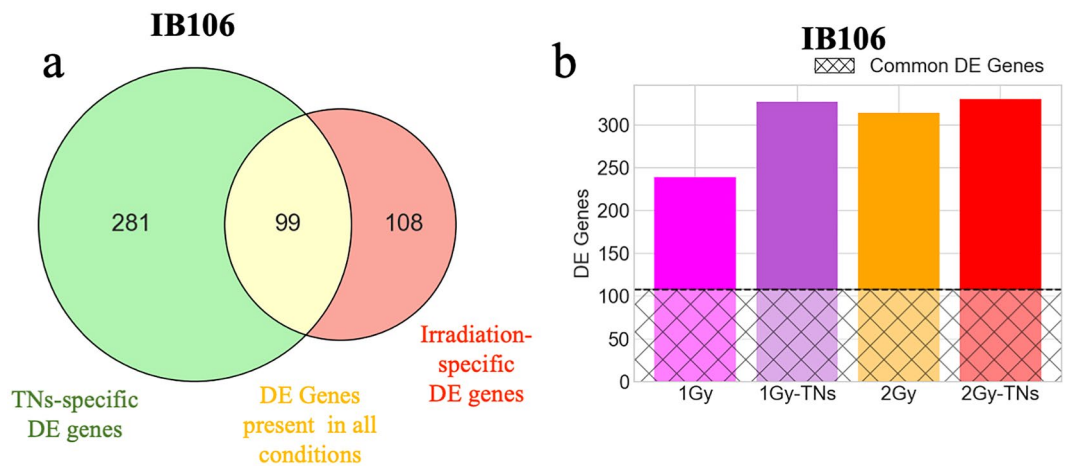 IB106
a
281
99
108
TNs-specific
DE genes
DE Genes
present in all
conditions
Irradiation-
specific
DE genes
b
IB106
Common DE Genes
DE Genes
300
250
200
150
100
50
0
1Gy
1Gy-TNs
2Gy
2Gy-TNs